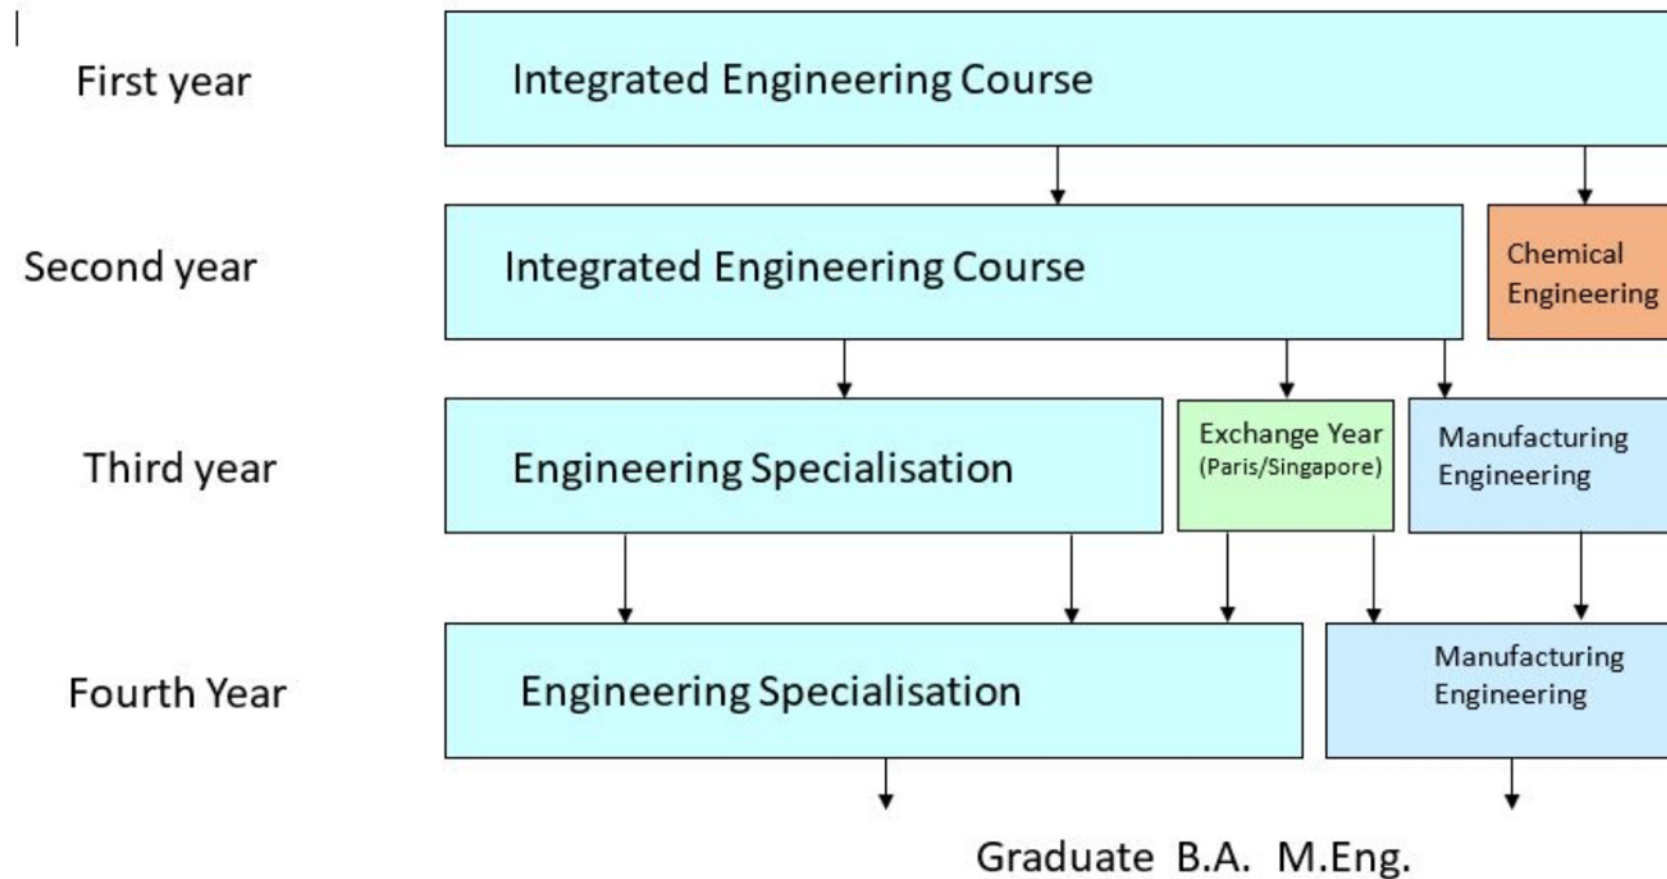 First year
Integrated Engineering Course
Second year
Integrated Engineering Course
Chemical
Engineering
Third year
Engineering Specialisation
Exchange Year
(Paris/Singapore)
Manufacturing
Engineering
Fourth Year
Engineering Specialisation
Manufacturing
Engineering
Graduate B.A. M.Eng.